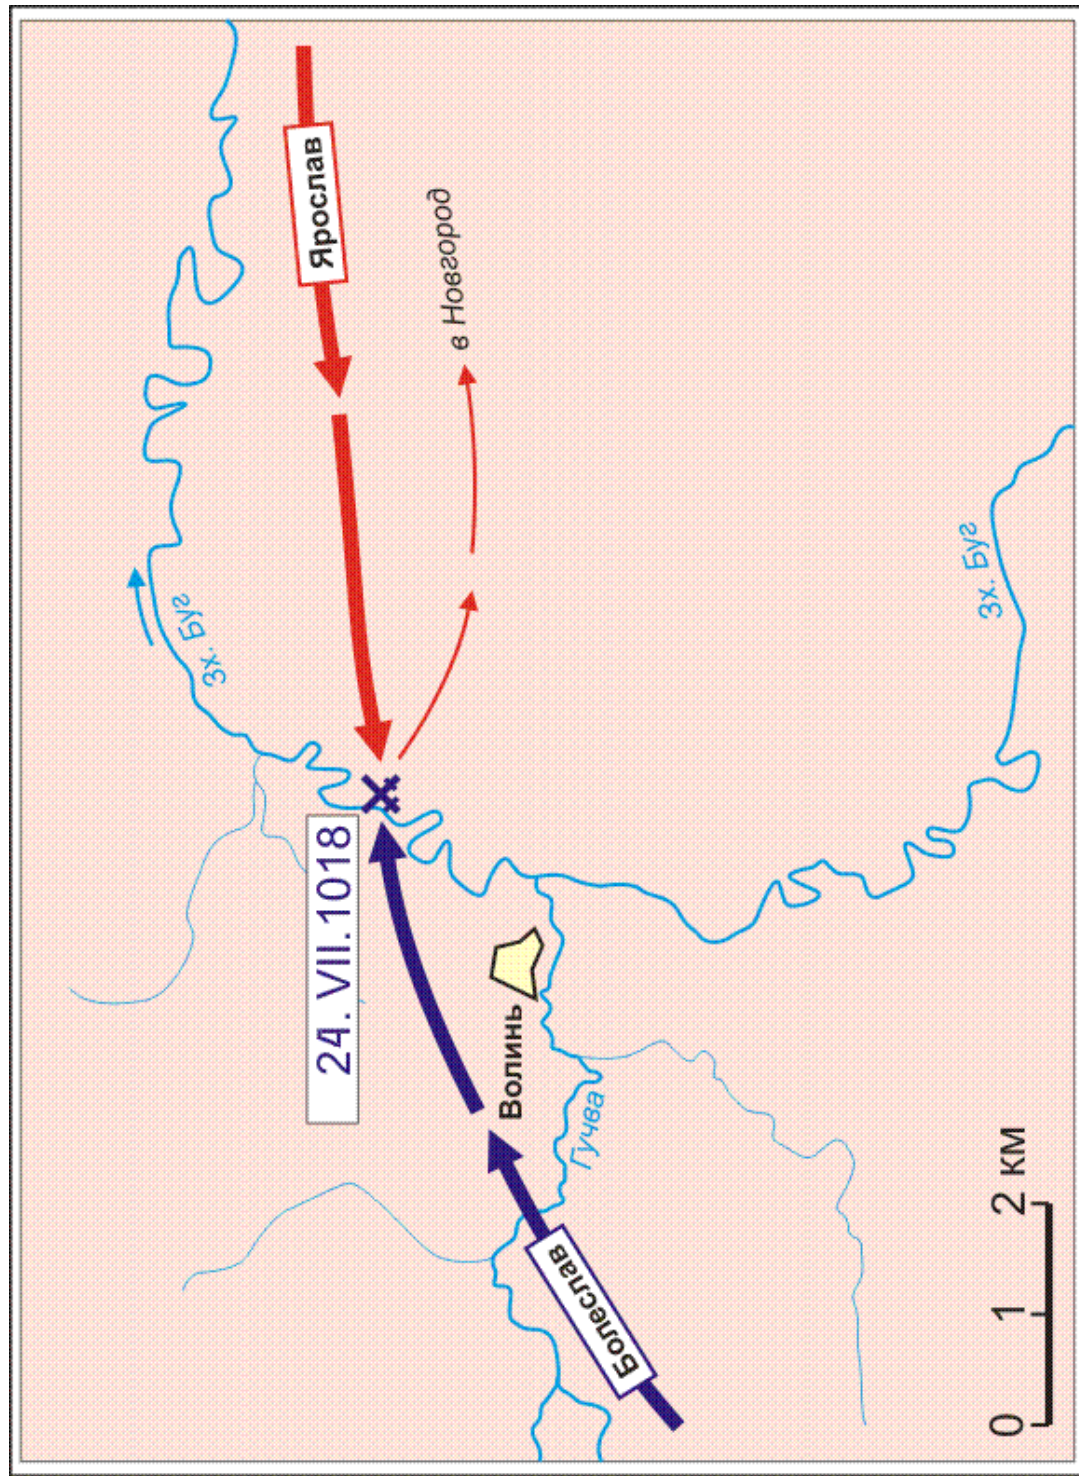 Зх. Буг
24. VII.1018
Ярослав
в Новгород
Волинь
Болеслав
Гучва
Зх. Буг
0 1 2 км